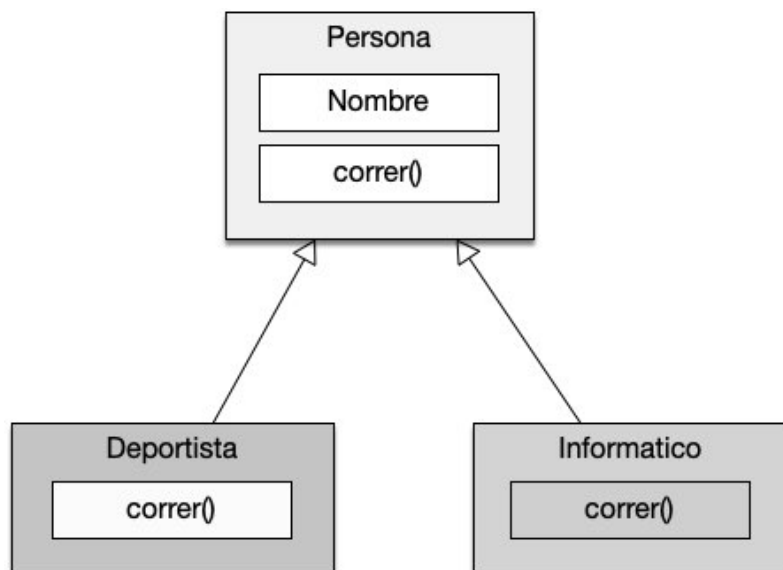 Persona
Nombre
correr()
Deportista
correr()
Informatico
correr()